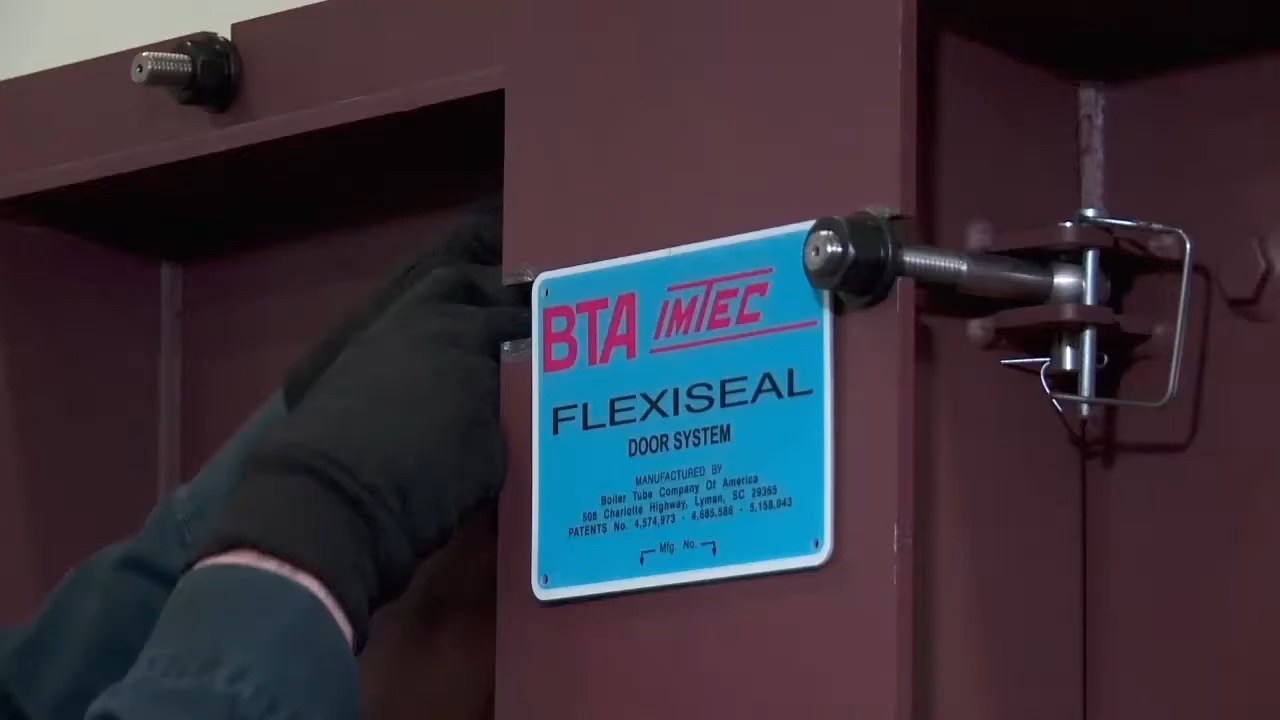 BTA IMTEC
FLEXISEAL
DOOR SYSTEM
MANUFACTURED BY
Boiler Tube Company Of America
506 Charlotte Highway, Lyman, SC 29365
PATENTS No. 4,574,973 - 4,685,586 - 5,158,043
Mfg. No.